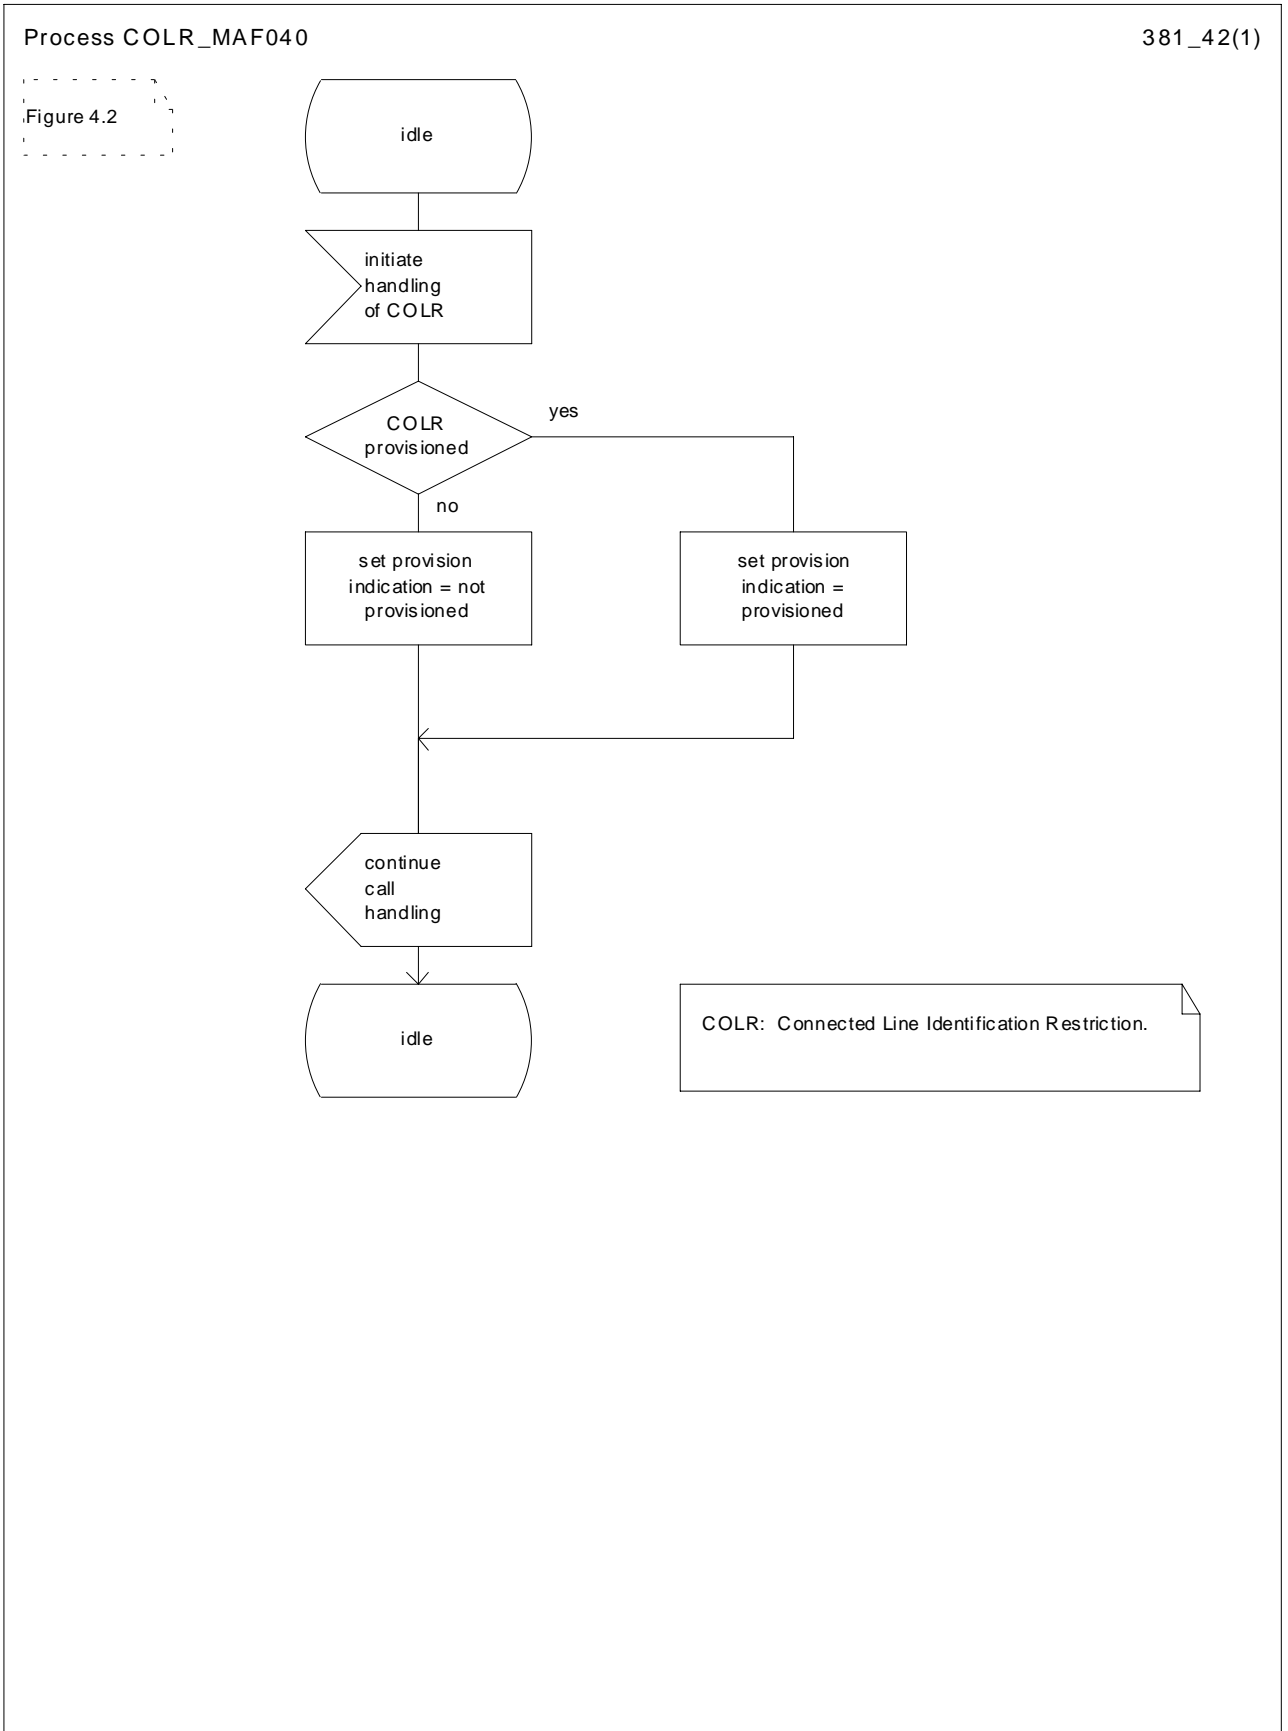 Process COLR_MAF040
381_42(1)
Figure 4.2
idle
initiate
handling
of COLR
COLR
provisioned
yes
no
set provision
indication = not
provisioned
set provision
indication =
provisioned
continue
call
handling
idle
COLR: Connected Line Identification Restriction.